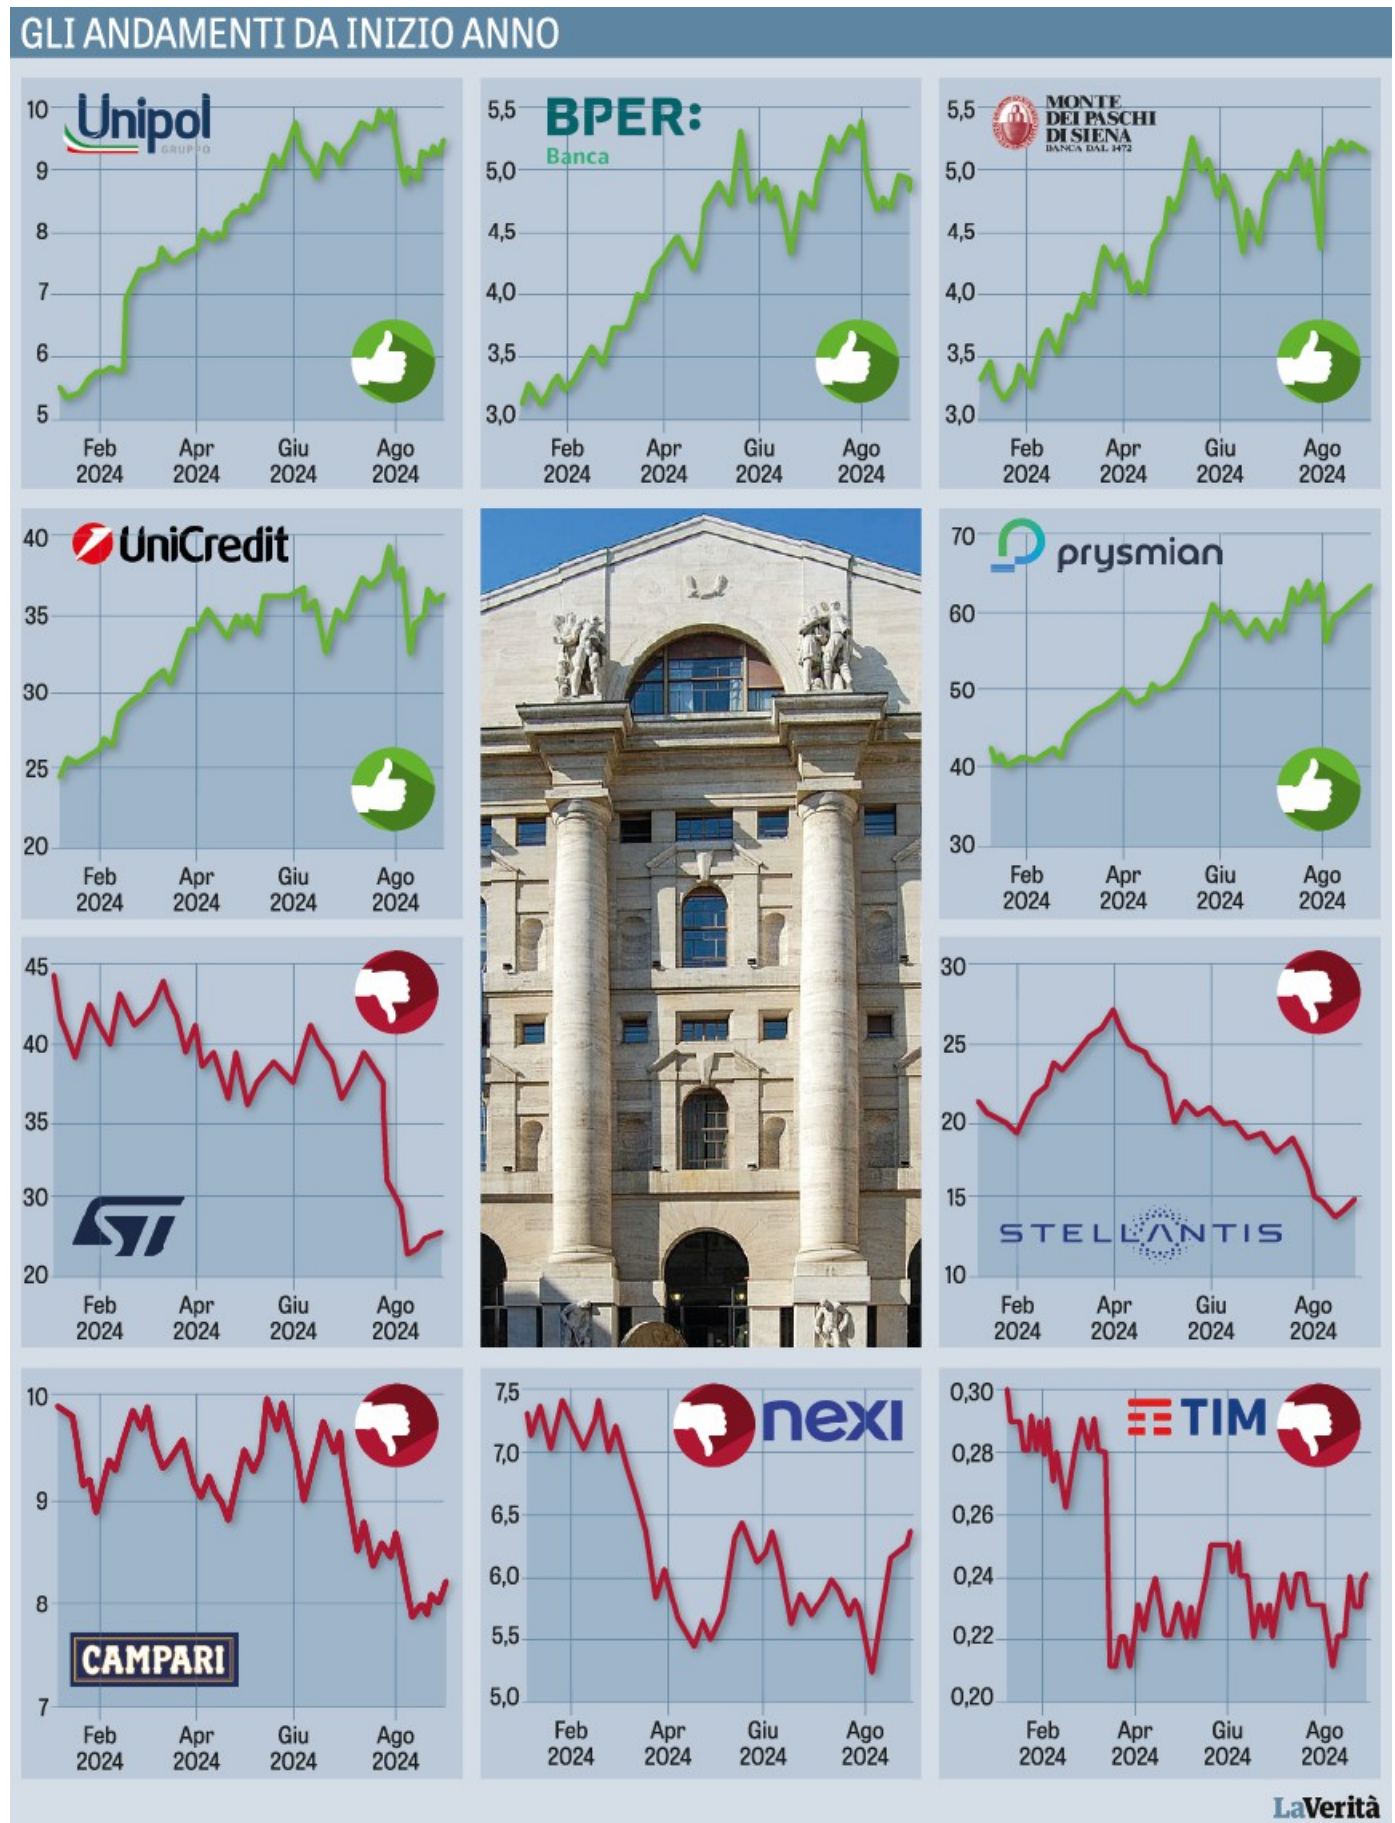 GLI ANDAMENTI DA INIZIO ANNO
Unipol
GRUPPO
10
9
8
7
6
5
Feb Apr Giu Ago
2024 2024 2024 2024
BPER:
Banca
5,5
5,0
4,5
4,0
3,5
3,0
Feb Apr Giu Ago
2024 2024 2024 2024
MONTE
DEI PASCHI
DI SIENA
BANCA DAL 1472
5,5
5,0
4,5
4,0
3,5
3,0
Feb Apr Giu Ago
2024 2024 2024 2024
UniCredit
40
35
30
25
20
Feb Apr Giu Ago
2024 2024 2024 2024
prysmian
70
60
50
40
30
Feb Apr Giu Ago
2024 2024 2024 2024
45
40
35
30
20
ST
Feb Apr Giu Ago
2024 2024 2024 2024
30
25
20
15
10
STELLANTIS
Feb Apr Giu Ago
2024 2024 2024 2024
10
9
8
7
CAMPARI
Feb Apr Giu Ago
2024 2024 2024 2024
nexi
7,5
7,0
6,5
6,0
5,5
5,0
Feb Apr Giu Ago
2024 2024 2024 2024
TIM
0,30
0,28
0,26
0,24
0,22
0,20
Feb Apr Giu Ago
2024 2024 2024 2024
LaVerità